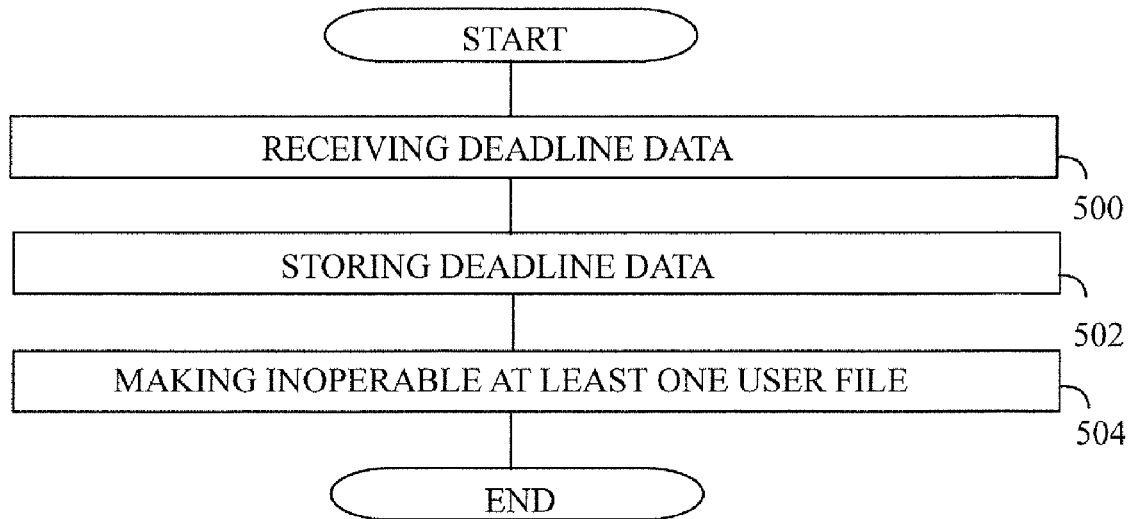 START
RECEIVING DEADLINE DATA
500
STORING DEADLINE DATA
502
MAKING INOPERABLE AT LEAST ONE USER FILE
504
END